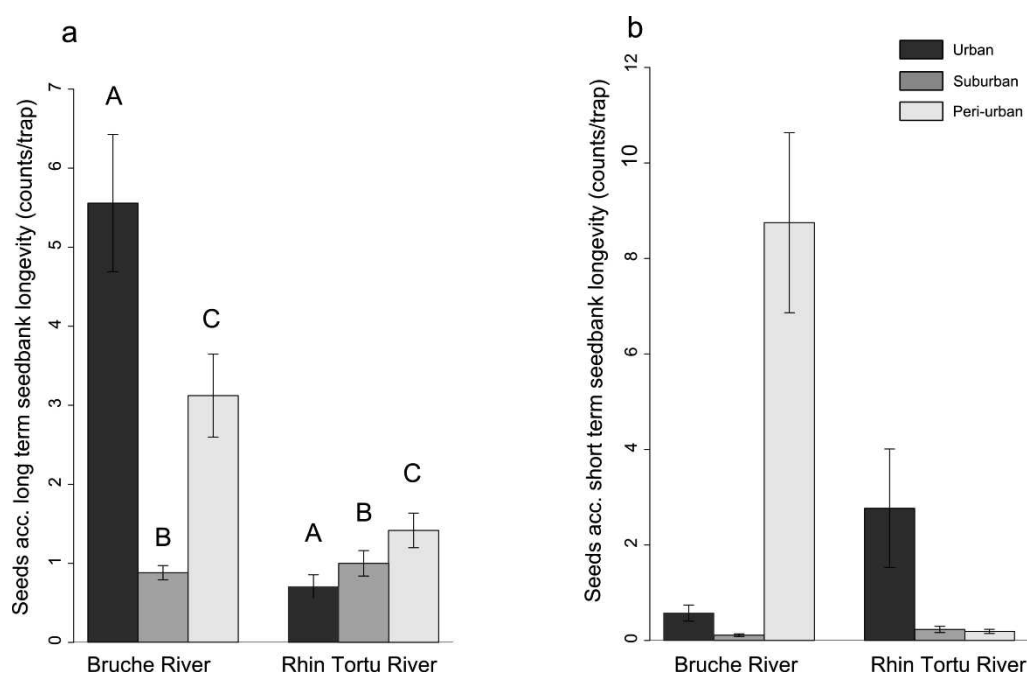 a
Seeds acc. long term seedbank longevity (counts/trap)
7
6
5
4
3
2
1
0
A
B
C
A
B
C
Bruche River
Rhin Tortu River
b
Seeds acc. short term seedbank longevity (counts/trap)
12
10
8
6
4
2
0
Urban
Suburban
Peri-urban
Bruche River
Rhin Tortu River